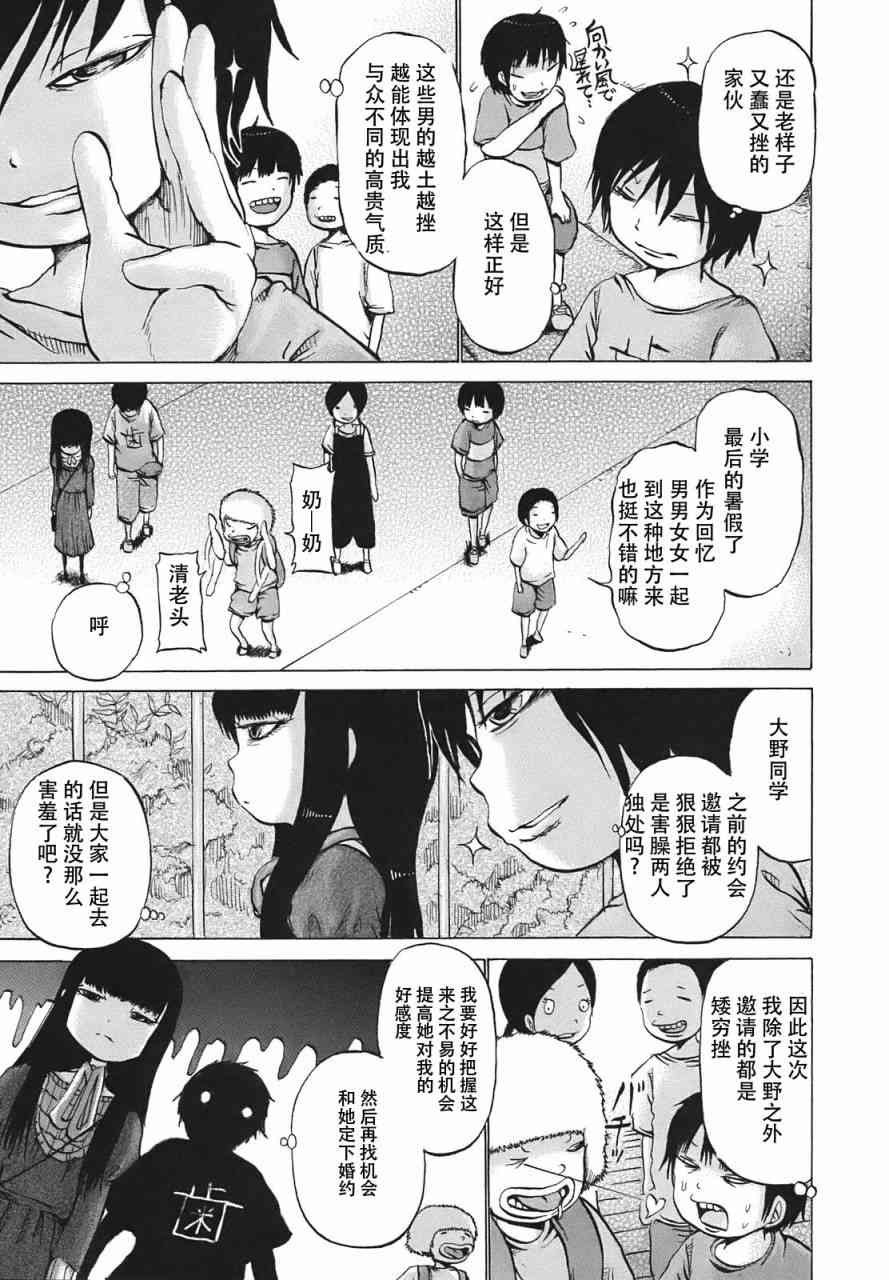 还是老样子
又蠢又挫的
家伙
向かい風で
遅れて…
但是
这样正好
这些男的越土越挫
越能体现出我
与众不同的高贵气质
小学
最后的暑假了
作为回忆
男男女女一起
到这种地方来
也挺不错的嘛
奶—奶
清老头
呼
大野同学
之前的约会
邀请都被
狠狠拒绝了
是害臊两人
独处吗？
但是大家一起去
的话就没那么
害羞了吧？
因此这次
我除了大野之外
邀请的都是
矮穷挫
我要好好把握这
来之不易的机会
提高她对我的
好感度
然后再找机会
和她定下婚约
歯